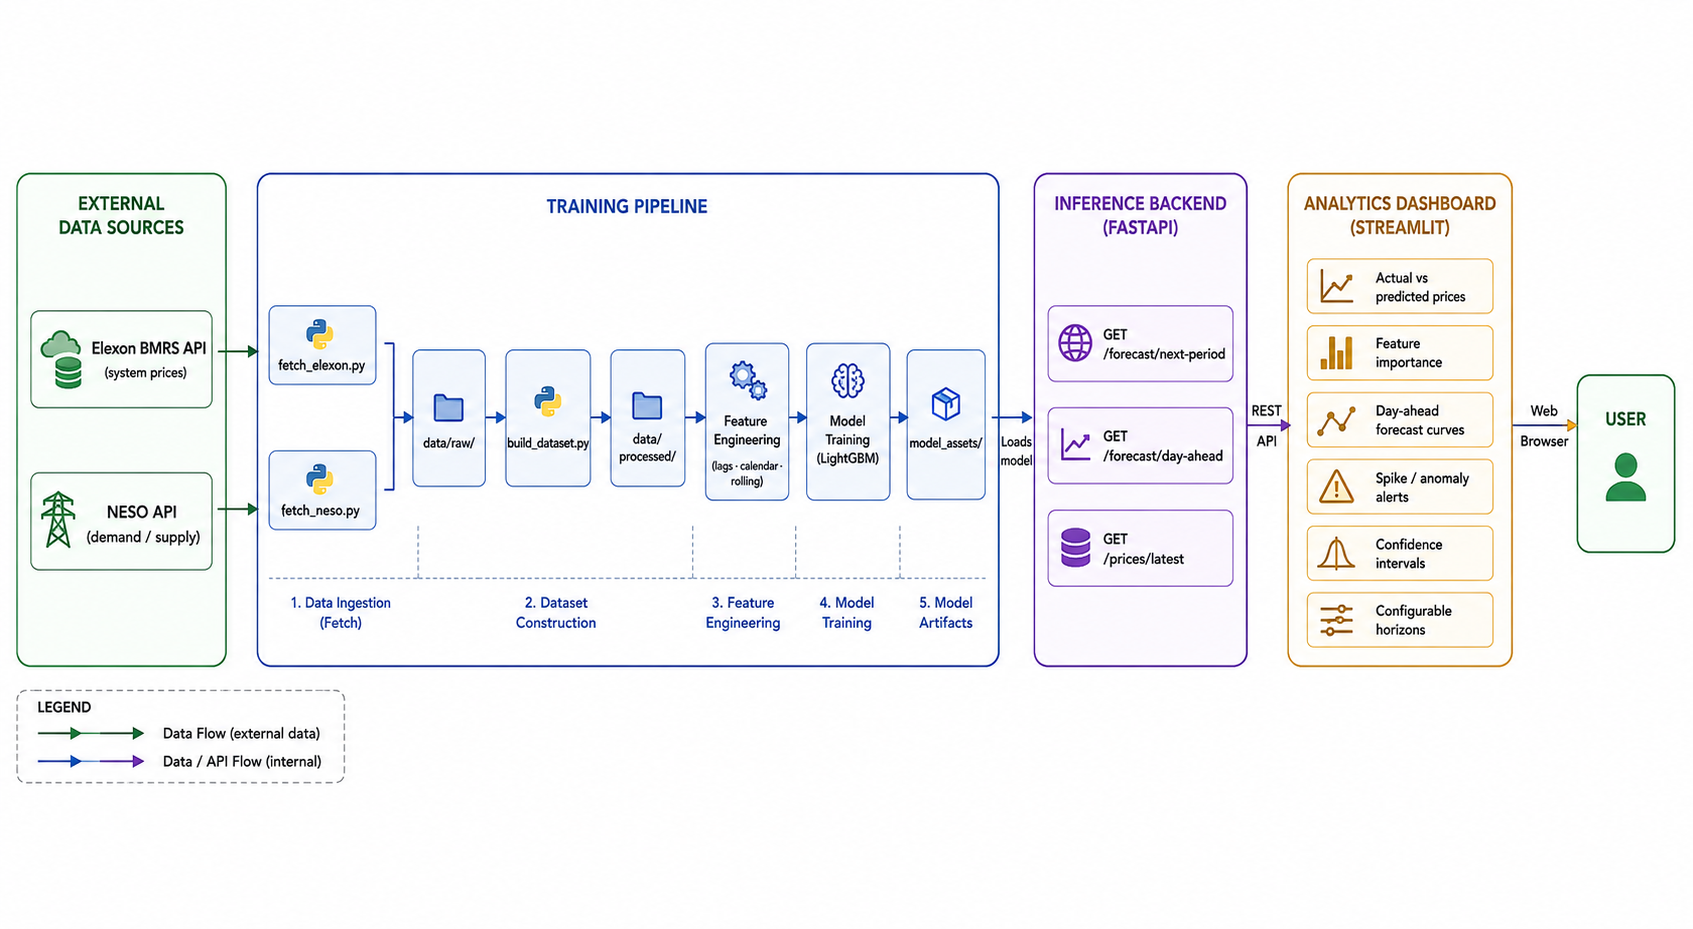 EXTERNAL
DATA SOURCES
Elexon BMRS API
(system prices)
NESO API
(demand / supply)
TRAINING PIPELINE
fetch_elexon.py
fetch_neso.py
data/raw/
build_dataset.py
data/
processed/
Feature
Engineering
(lags · calendar ·
rolling)
Model
Training
(LightGBM)
model_assets/
1. Data Ingestion
(Fetch)
2. Dataset
Construction
3. Feature
Engineering
4. Model
Training
5. Model
Artifacts
Loads
model
INFERENCE BACKEND
(FASTAPI)
GET
/forecast/next-period
GET
/forecast/day-ahead
GET
/prices/latest
REST
API
ANALYTICS DASHBOARD
(STREAMLIT)
Actual vs
predicted prices
Feature
importance
Day-ahead
forecast curves
Spike / anomaly
alerts
Confidence
intervals
Configurable
horizons
Web
Browser
USER
LEGEND
Data Flow (external data)
Data / API Flow (internal)